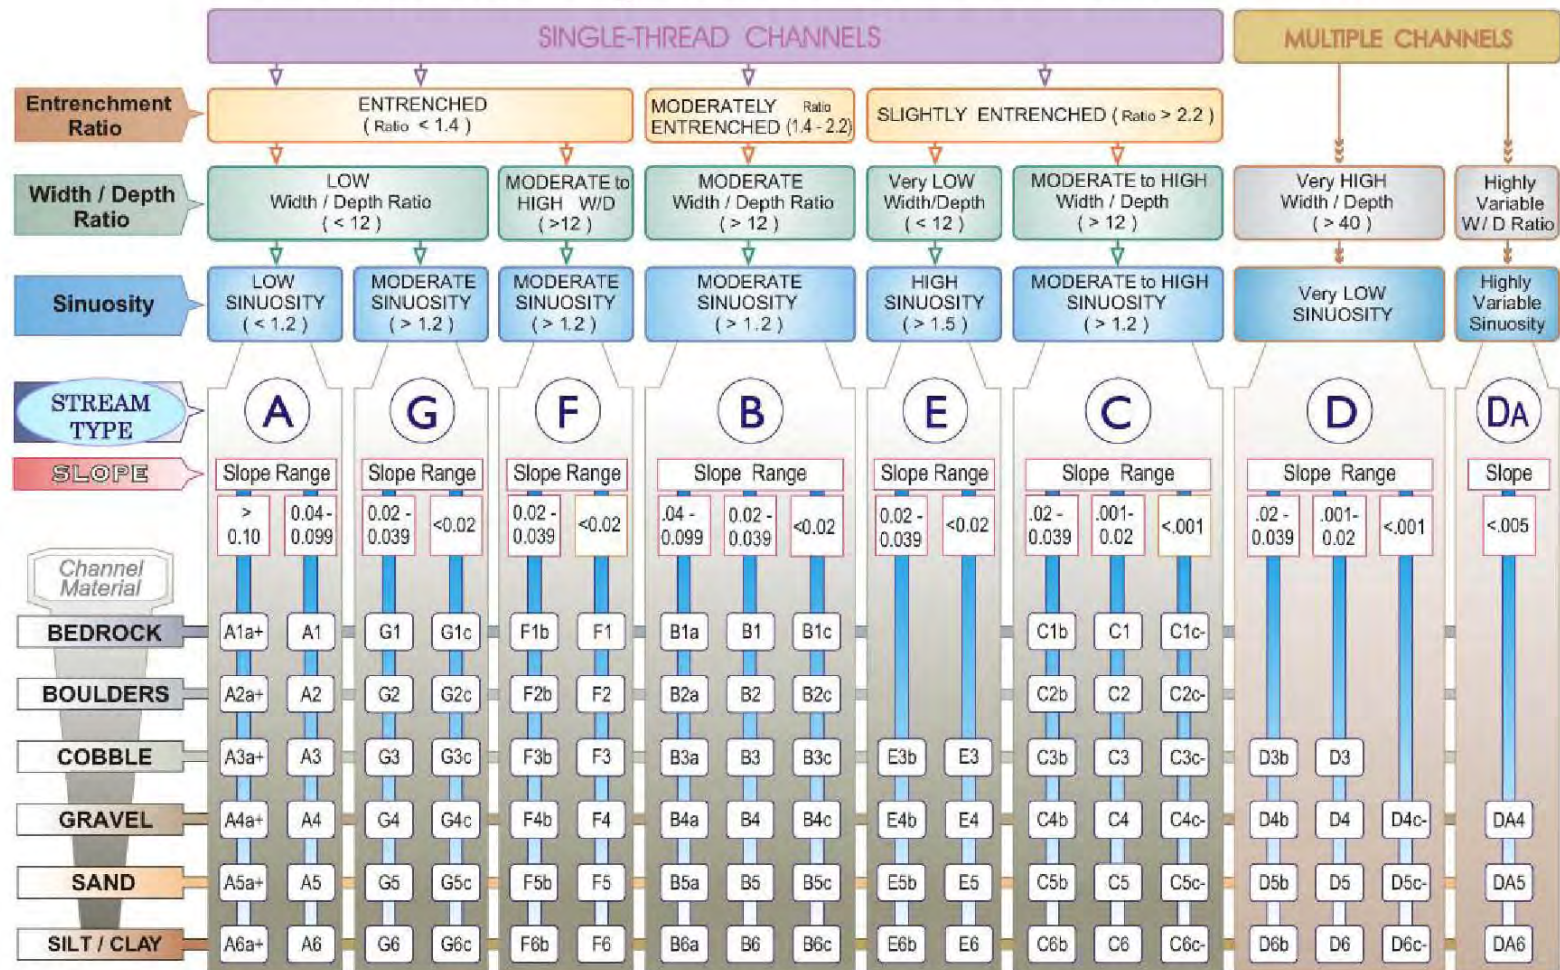 SINGLE-THREAD CHANNELS
MULTIPLE CHANNELS
Entrenchment
Ratio
ENTRENCHED
( Ratio < 1.4 )
MODERATELY Ratio
ENTRENCHED (1.4 - 2.2)
SLIGHTLY ENTRENCHED ( Ratio > 2.2 )
Width / Depth
Ratio
LOW
Width / Depth Ratio
( < 12 )
MODERATE to
HIGH W/D
( >12 )
MODERATE
Width / Depth Ratio
( > 12 )
Very LOW
Width/Depth
( < 12 )
MODERATE to HIGH
Width / Depth
( > 12 )
Very HIGH
Width / Depth
( > 40 )
Highly
Variable
W / D Ratio
Sinuosity
LOW
SINUOSITY
( < 1.2 )
MODERATE
SINUOSITY
( > 1.2 )
MODERATE
SINUOSITY
( > 1.2 )
MODERATE
SINUOSITY
( > 1.2 )
HIGH
SINUOSITY
( > 1.5 )
MODERATE to HIGH
SINUOSITY
( > 1.2 )
Very LOW
SINUOSITY
Highly
Variable
Sinuosity
STREAM
TYPE
A G F B E C D DA
SLOPE
Slope Range Slope Range Slope Range Slope Range Slope Range Slope Range Slope Range Slope
>
0.10
0.04 -
0.099
0.02 -
0.039
<0.02
0.02 -
0.039
<0.02
.04 -
0.099
0.02 -
0.039
<0.02
0.02 -
0.039
<0.02
.02 -
0.039
.001-
0.02
<.001
.02 -
0.039
.001-
0.02
<.001
<.005
Channel
Material
BEDROCK A1a+ A1 G1 G1c F1b F1 B1a B1 B1c C1b C1 C1c-
BOULDERS A2a+ A2 G2 G2c F2b F2 B2a B2 B2c C2b C2 C2c-
COBBLE A3a+ A3 G3 G3c F3b F3 B3a B3 B3c E3b E3 C3b C3 C3c- D3b D3
GRAVEL A4a+ A4 G4 G4c F4b F4 B4a B4 B4c E4b E4 C4b C4 C4c- D4b D4 D4c- DA4
SAND A5a+ A5 G5 G5c F5b F5 B5a B5 B5c E5b E5 C5b C5 C5c- D5b D5 D5c- DA5
SILT / CLAY A6a+ A6 G6 G6c F6b F6 B6a B6 B6c E6b E6 C6b C6 C6c- D6b D6 D6c- DA6